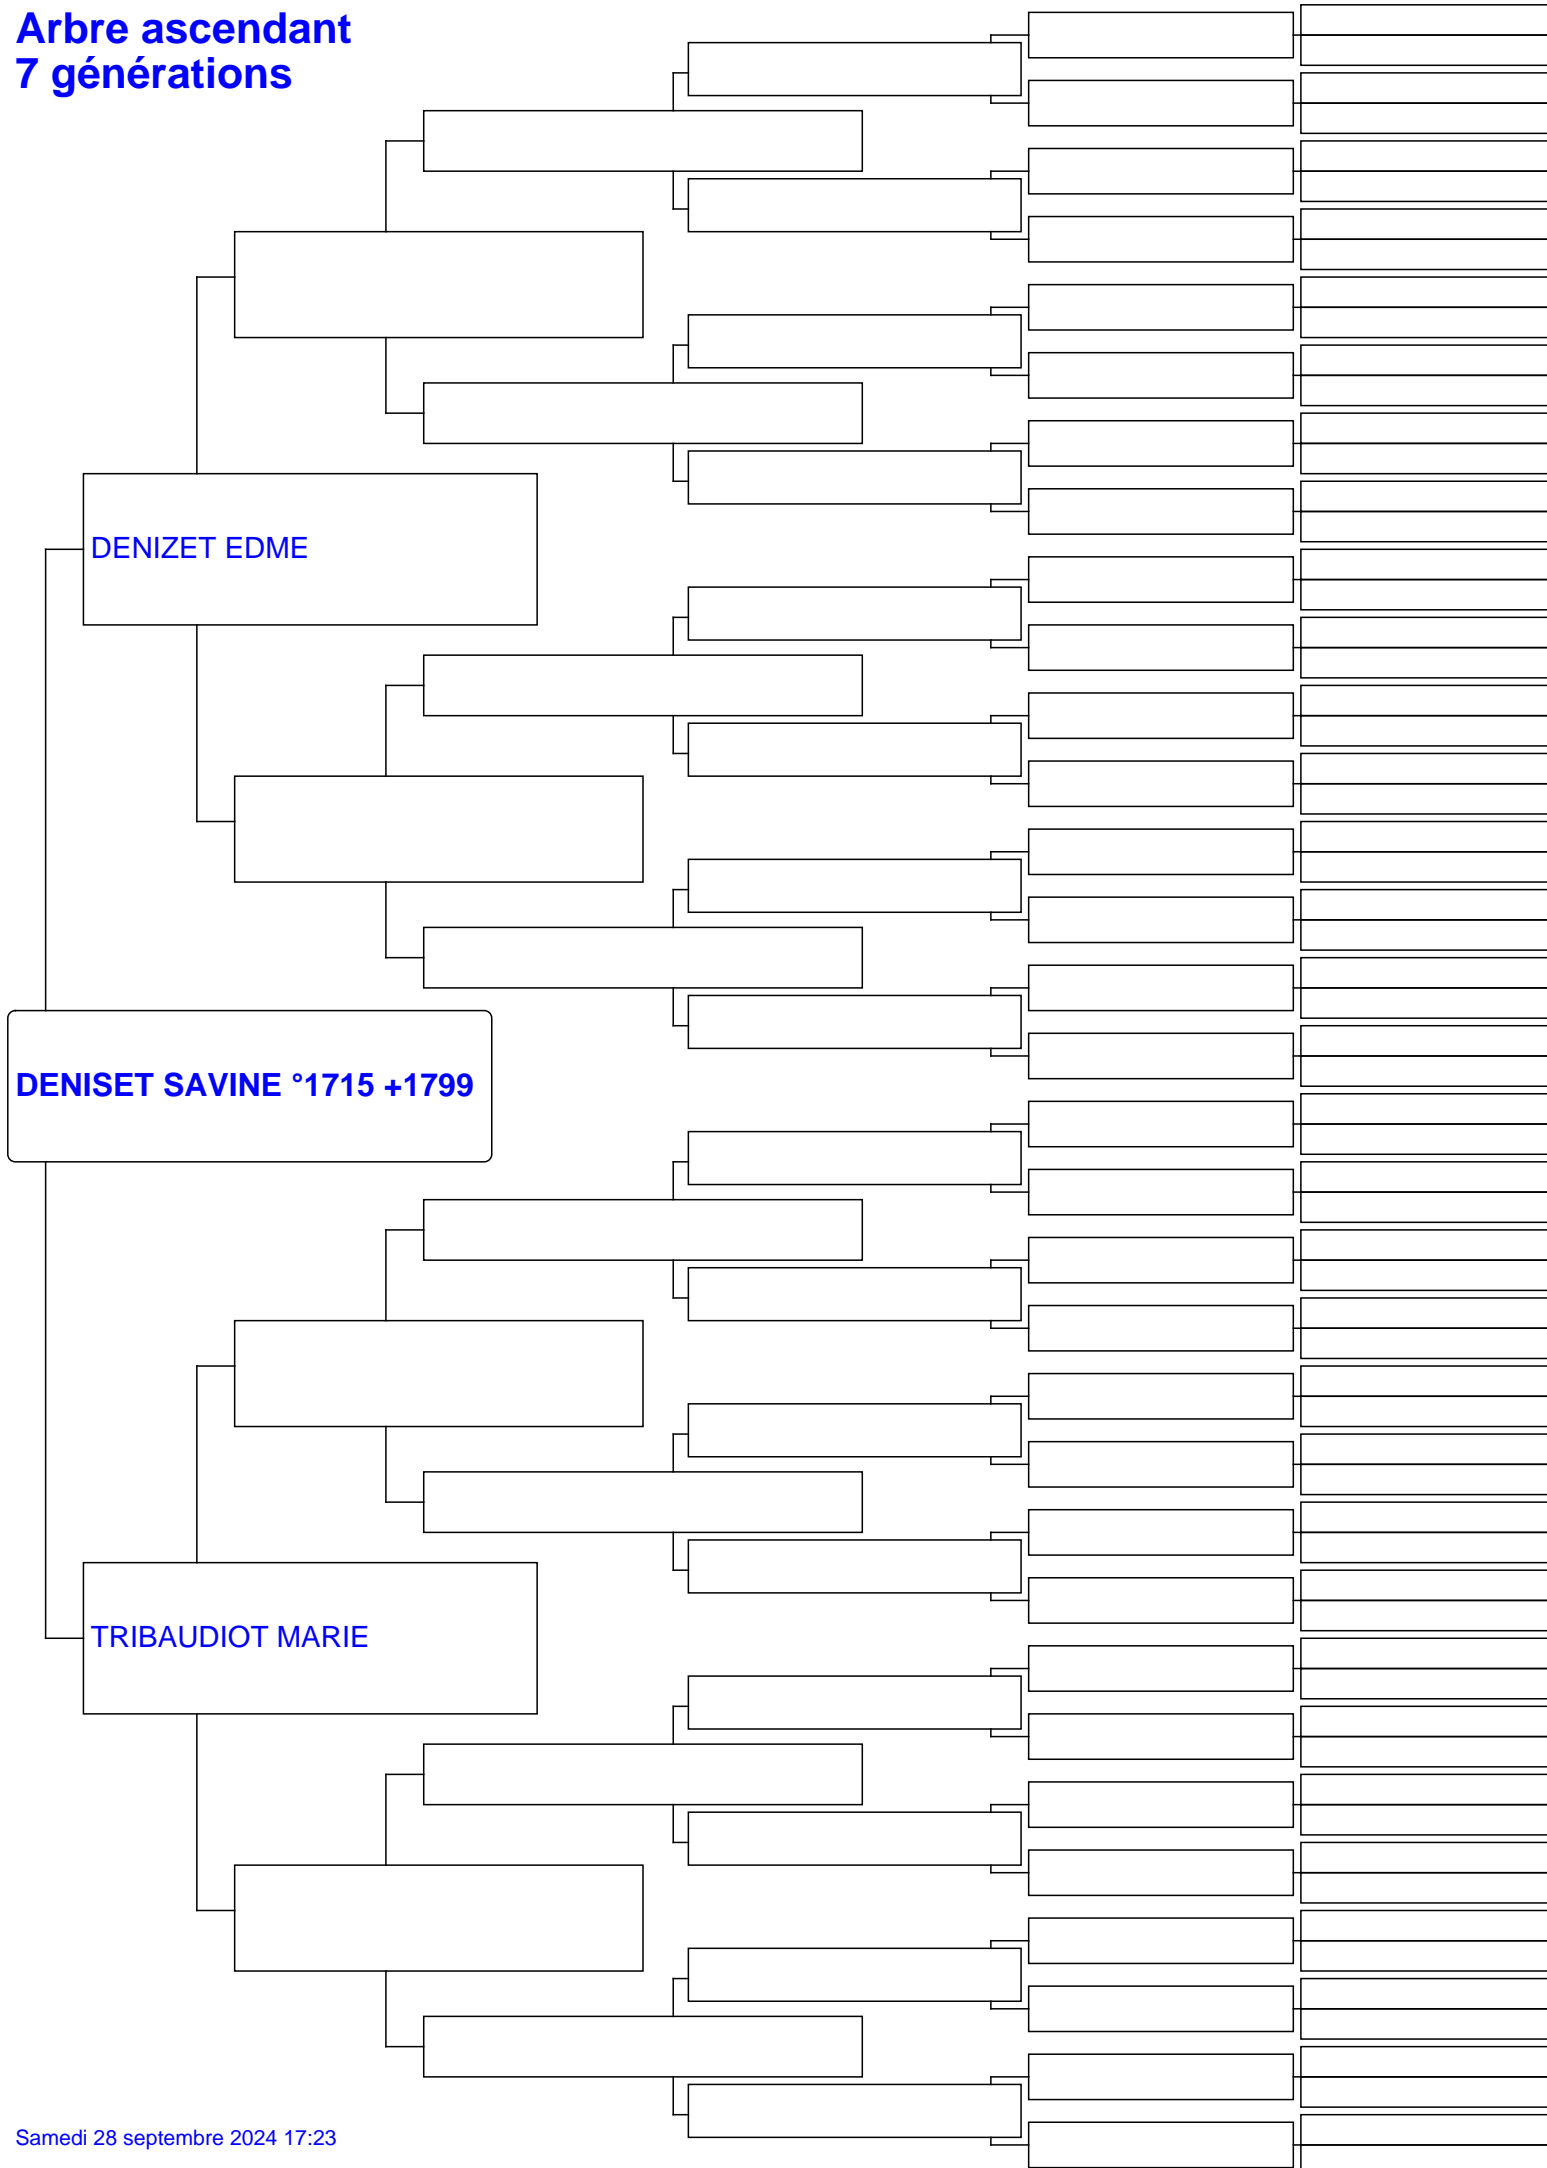 Arbre ascendant
7 générations
DENIZET EDME
DENISET SAVINE °1715 +1799
TRIBAUDIOT MARIE
Samedi 28 septembre 2024 17:23